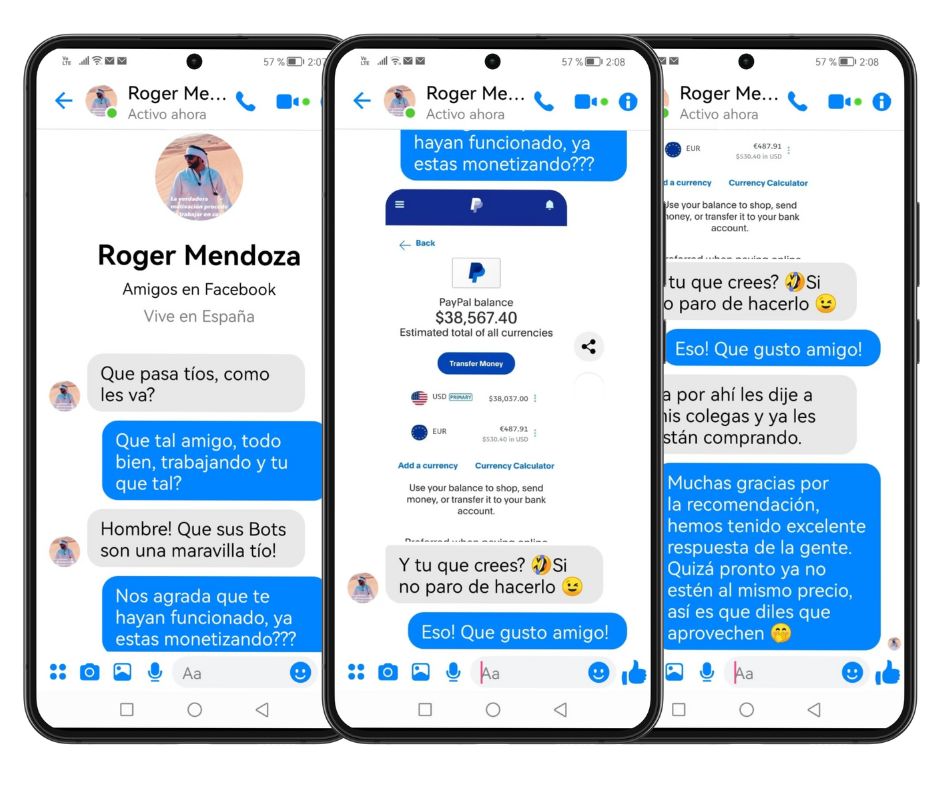 Vo
LTE
57 %
2:07
Roger Me...
Activo ahora
La verdadera
motivación procede
trabajar en
Roger Mendoza
Amigos en Facebook
Vive en España
Que pasa tíos, como
les va?
Que tal amigo, todo
bien, trabajando y tu
que tal?
Hombre! Que sus Bots
son una maravilla tío!
Nos agrada que te
hayan funcionado, ya
estas monetizando???
Aa
Vo
LTE
57 %
2:08
Roger Me...
Activo ahora
hayan funcionado, ya
estas monetizando???
Back
PayPal balance
$38,567.40
Estimated total of all currencies
Transfer Money
USD PRIMARY $38,037.00
EUR €487.91
$530.40 in USD
Add a currency Currency Calculator
Use your balance to shop, send
money, or transfer it to your bank
account.
Preferred when paying online
Y tu que crees? 🤣Si
no paro de hacerlo 😉
Eso! Que gusto amigo!
Aa
57 %
2:08
Roger Me...
Activo ahora
EUR €487.91
$530.40 in USD
d a currency Currency Calculator
Use your balance to shop, send
oney, or transfer it to your bank
account.
referred when paying online
tu que crees? 🤣Si
o paro de hacerlo 😉
Eso! Que gusto amigo!
a por ahí les dije a
nis colegas y ya les
stán comprando.
Muchas gracias por
la recomendación,
hemos tenido excelente
respuesta de la gente.
Quizá pronto ya no
estén al mismo precio,
así es que diles que
aprovechen 🤭
Aa